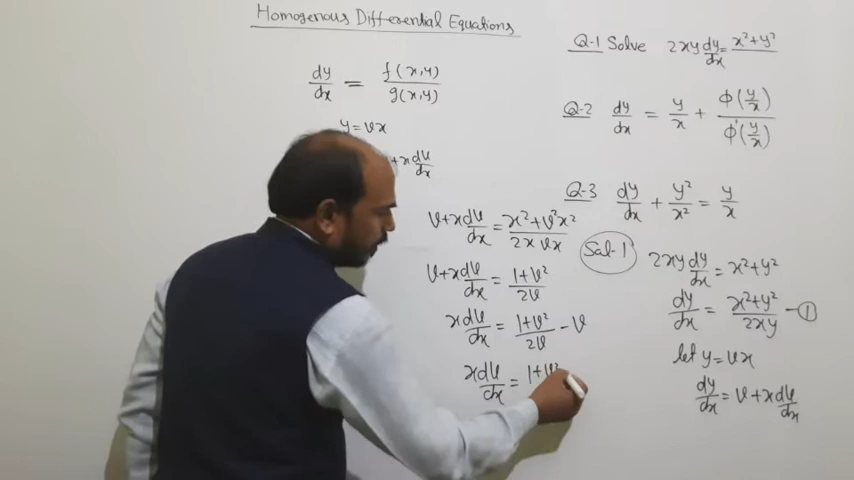 Homogenous Differential Equations
dy/dx = f(x,y)/g(x,y)
y = vx
+ x dv/dx
v + x dv/dx = x² + v²x² / 2x vx
v + x dv/dx = 1+v² / 2v
x dv/dx = 1+v² / 2v - v
x dv/dx = 1+v²
Q-1 Solve 2xy dy/dx = x²+y²
Q-2 dy/dx = y/x + φ(y/x) / φ'(y/x)
Q-3 dy/dx + y²/x² = y/x
Sol-1
2xy dy/dx = x²+y²
dy/dx = x²+y² / 2xy — ①
let y = vx
dy/dx = v + x dv/dx